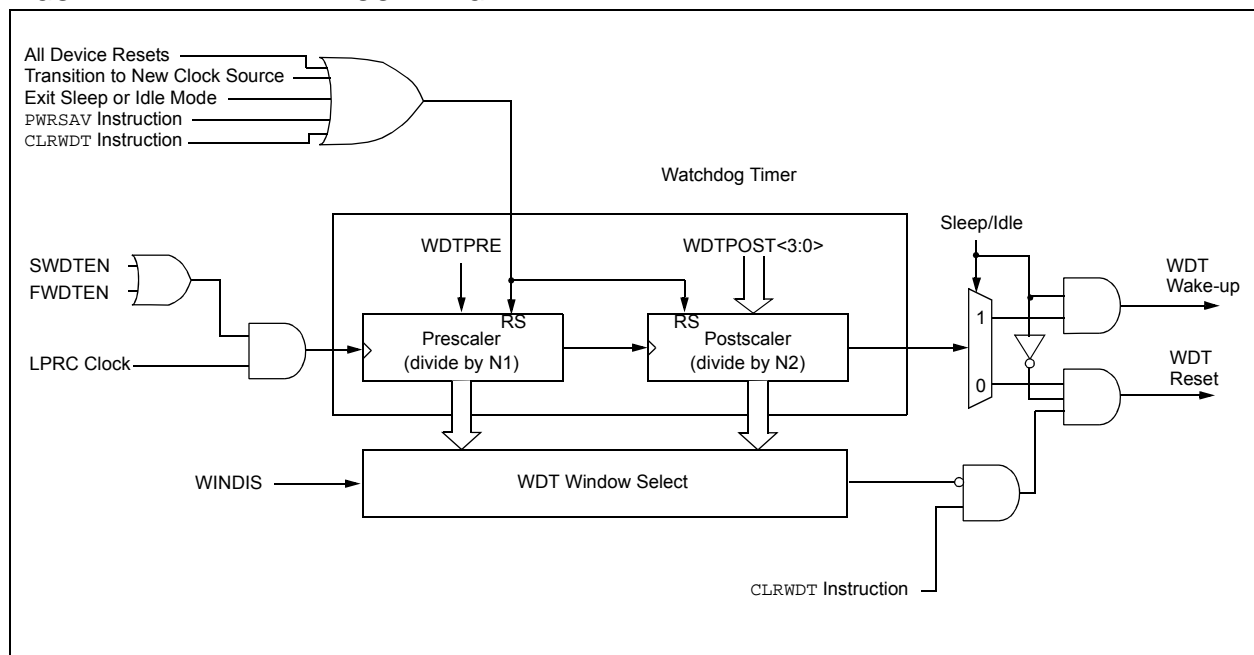 All Device Resets
Transition to New Clock Source
Exit Sleep or Idle Mode
PWRSAV Instruction
CLRWDT Instruction
Watchdog Timer
Sleep/Idle
WDTPRE
WDTPOST<3:0>
SWDTEN
FWDTEN
WDT
Wake-up
RS
RS
1
Prescaler
(divide by N1)
Postscaler
(divide by N2)
LPRC Clock
WDT
Reset
0
WINDIS
WDT Window Select
CLRWDT Instruction